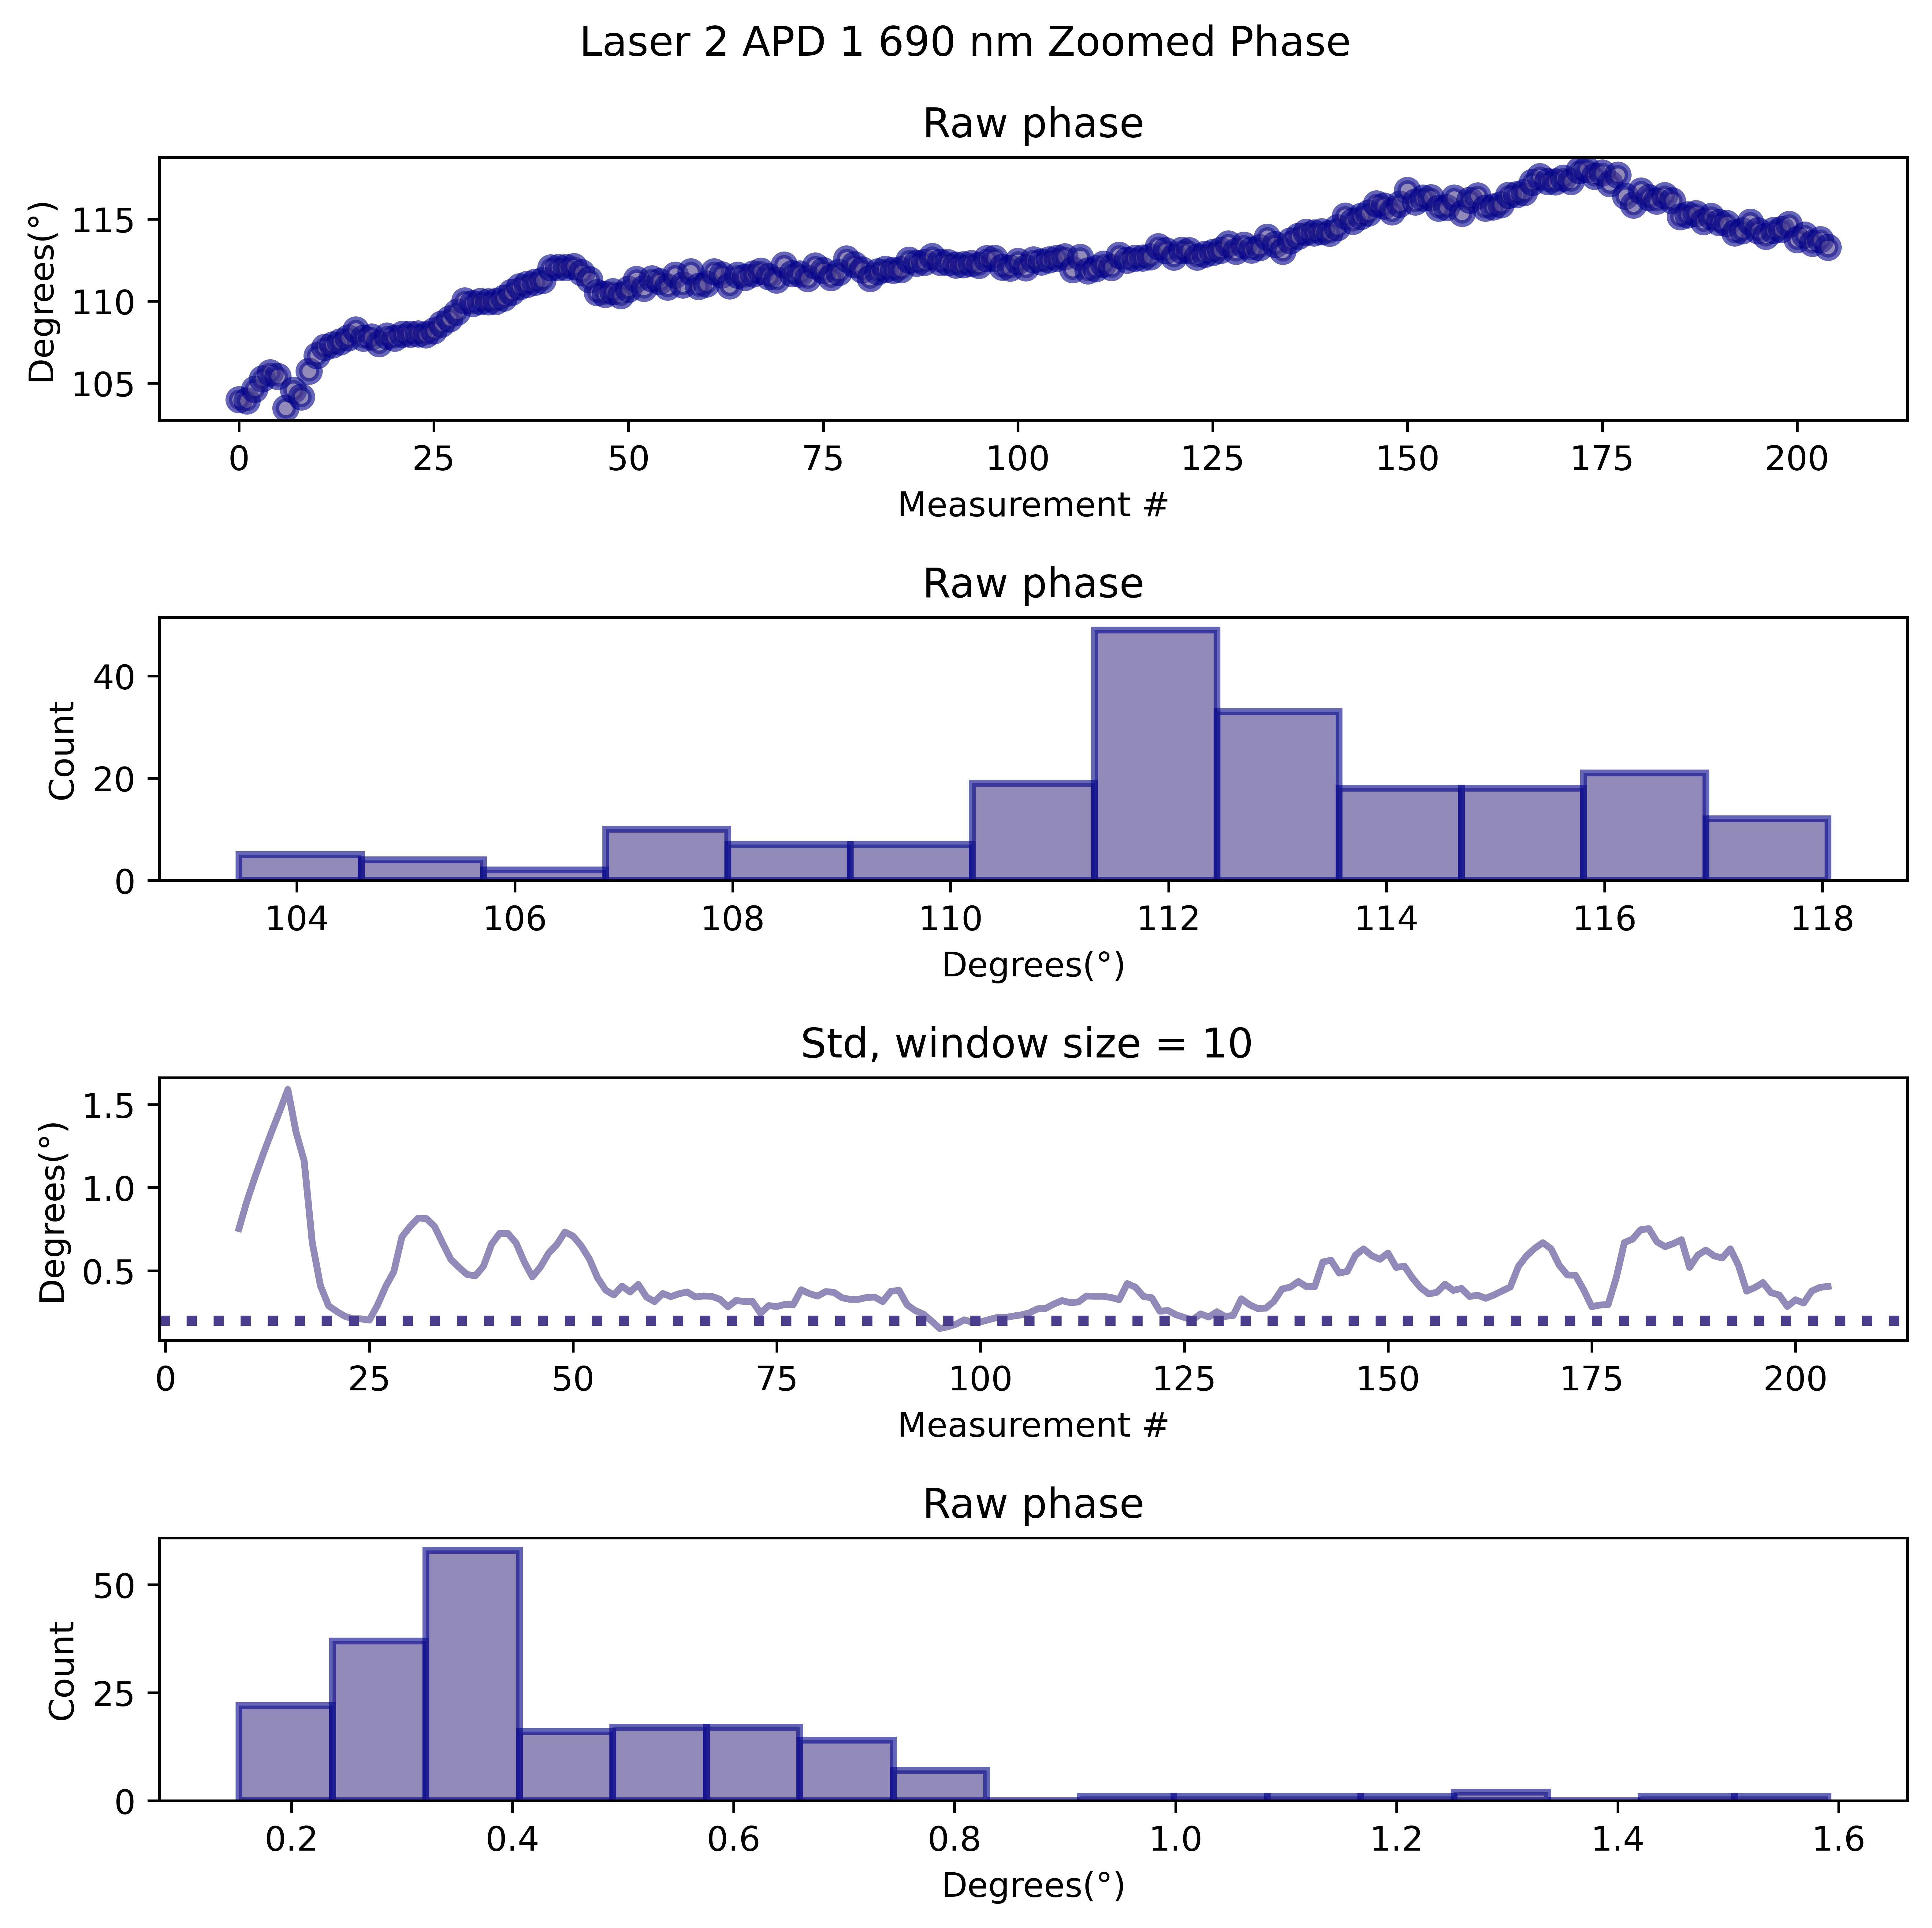 Laser 2 APD 1 690 nm Zoomed Phase
Raw phase
Degrees(°)
115
110
105
0 25 50 75 100 125 150 175 200
Measurement #
Raw phase
Count
40
20
0
104 106 108 110 112 114 116 118
Degrees(°)
Std, window size = 10
Degrees(°)
1.5
1.0
0.5
0 25 50 75 100 125 150 175 200
Measurement #
Raw phase
Count
50
25
0
0.2 0.4 0.6 0.8 1.0 1.2 1.4 1.6
Degrees(°)